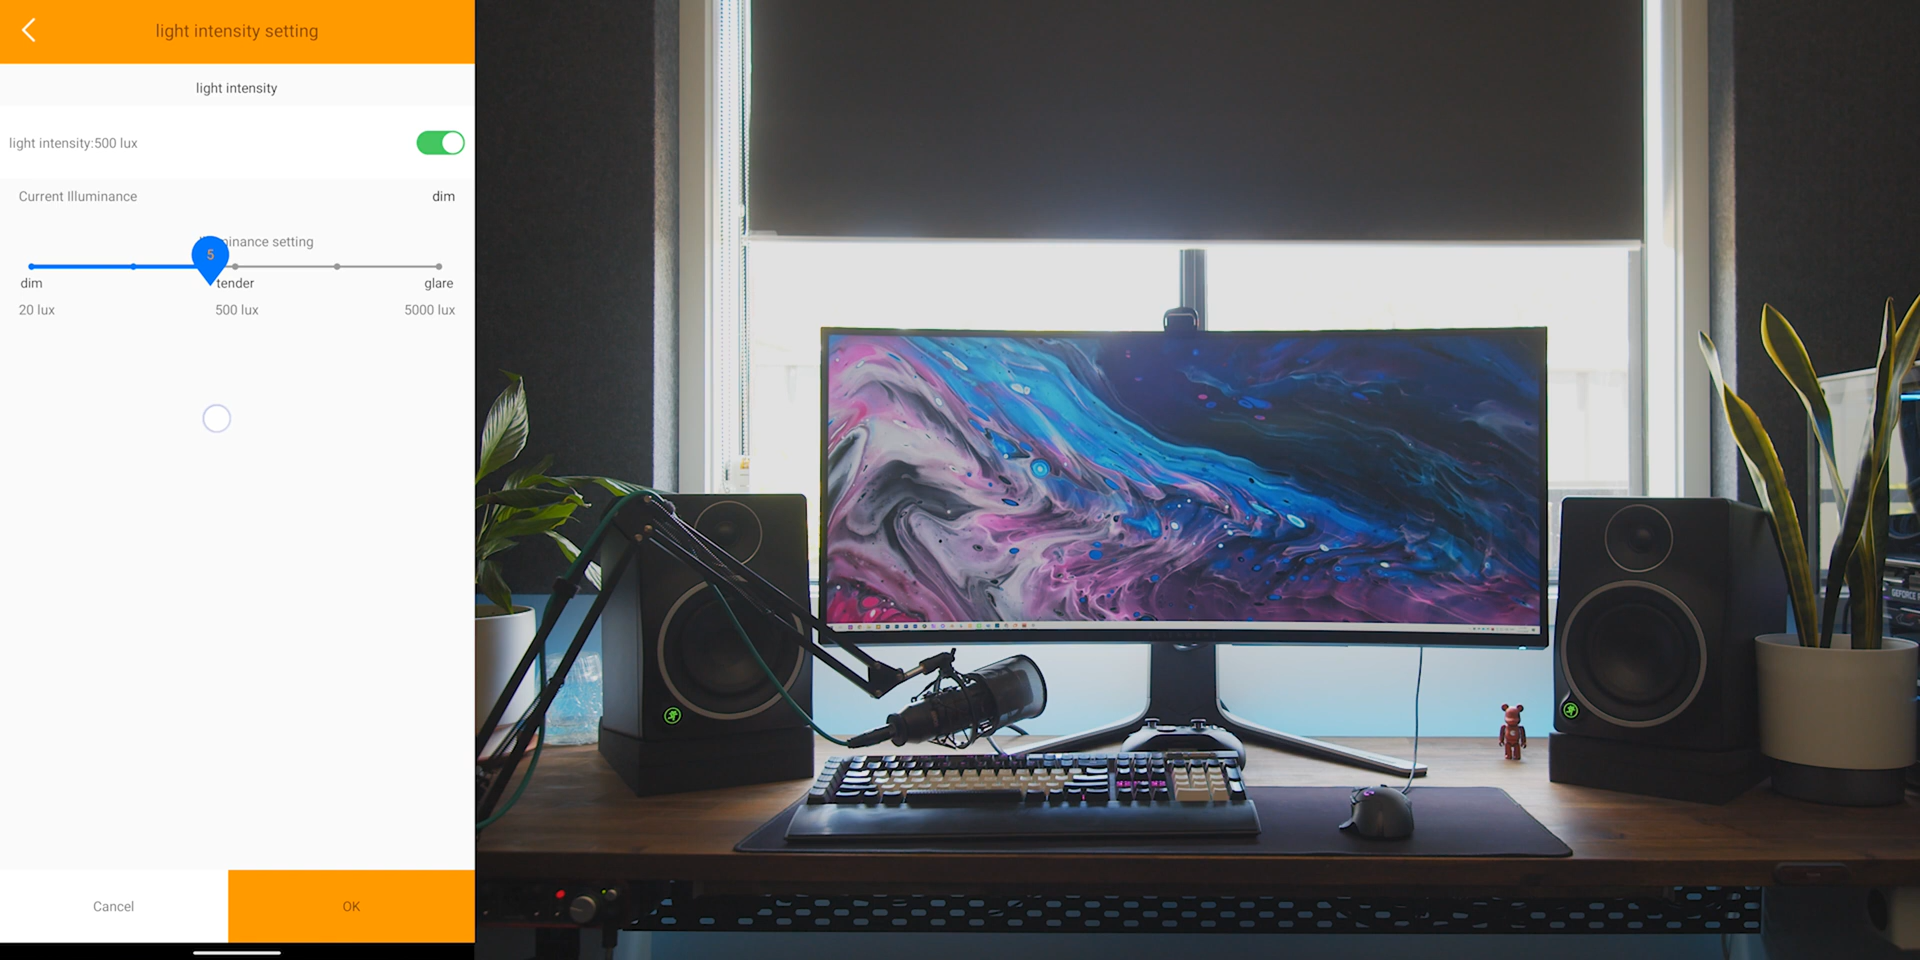 light intensity setting
light intensity
light intensity:500 lux
Current Illuminance dim
inance setting
5
dim tender glare
20 lux 500 lux 5000 lux
Cancel OK
GEFORCE